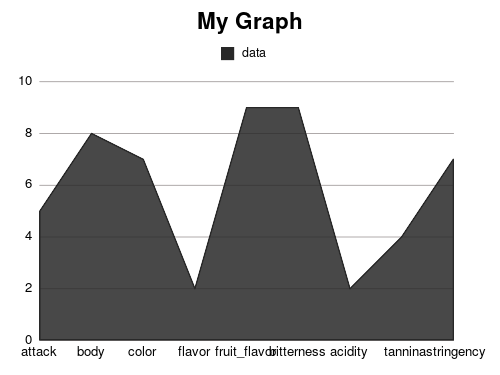 My Graph
data
10
8
6
4
2
0
attack body color flavor fruit_flavor bitterness acidity tannin astringency